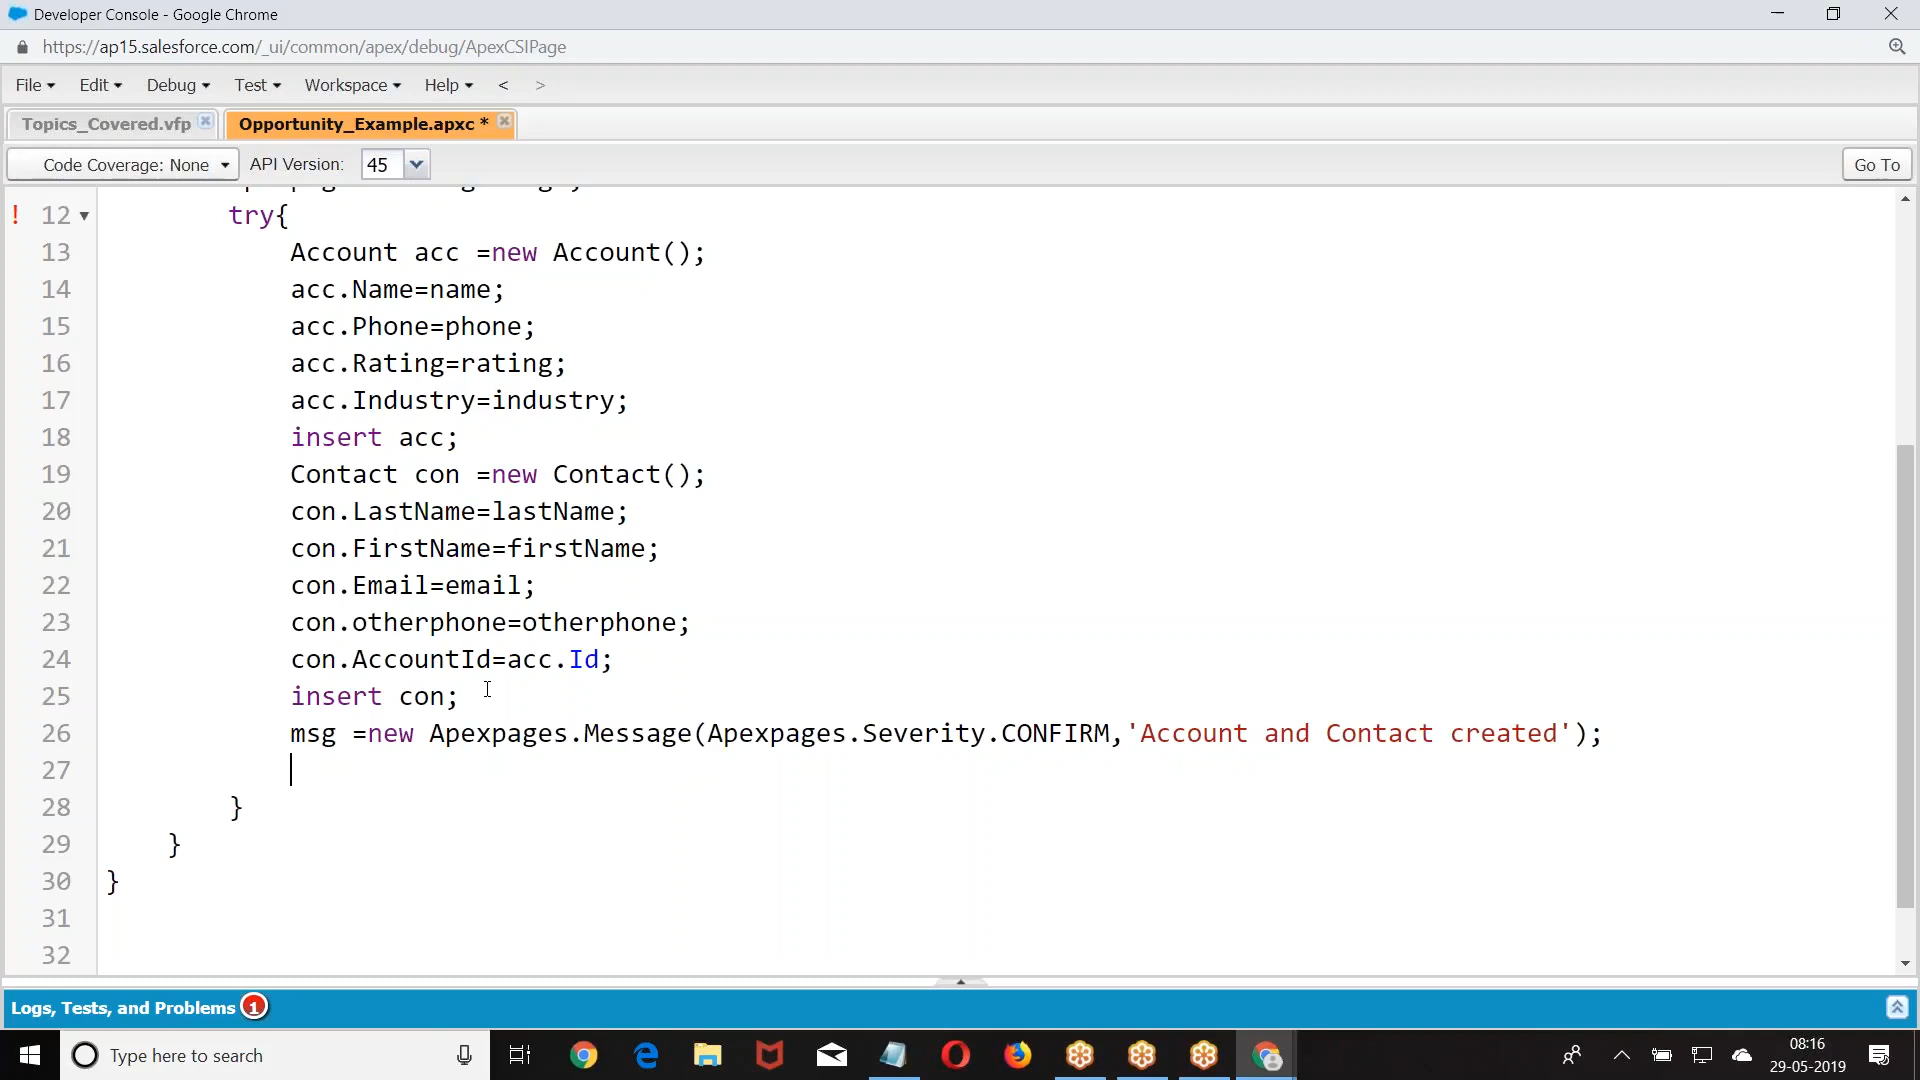 Developer Console - Google Chrome
https://ap15.salesforce.com/_ui/common/apex/debug/ApexCSIPage
File Edit Debug Test Workspace Help < >
Topics_Covered.vfp Opportunity_Example.apxc *
Code Coverage: None API Version: 45 Go To
! 12 try{
13 Account acc =new Account();
14 acc.Name=name;
15 acc.Phone=phone;
16 acc.Rating=rating;
17 acc.Industry=industry;
18 insert acc;
19 Contact con =new Contact();
20 con.LastName=lastName;
21 con.FirstName=firstName;
22 con.Email=email;
23 con.otherphone=otherphone;
24 con.AccountId=acc.Id;
25 insert con;
26 msg =new Apexpages.Message(Apexpages.Severity.CONFIRM,'Account and Contact created');
27
28 }
29 }
30 }
31
32
Logs, Tests, and Problems 1
Type here to search
08:16
29-05-2019